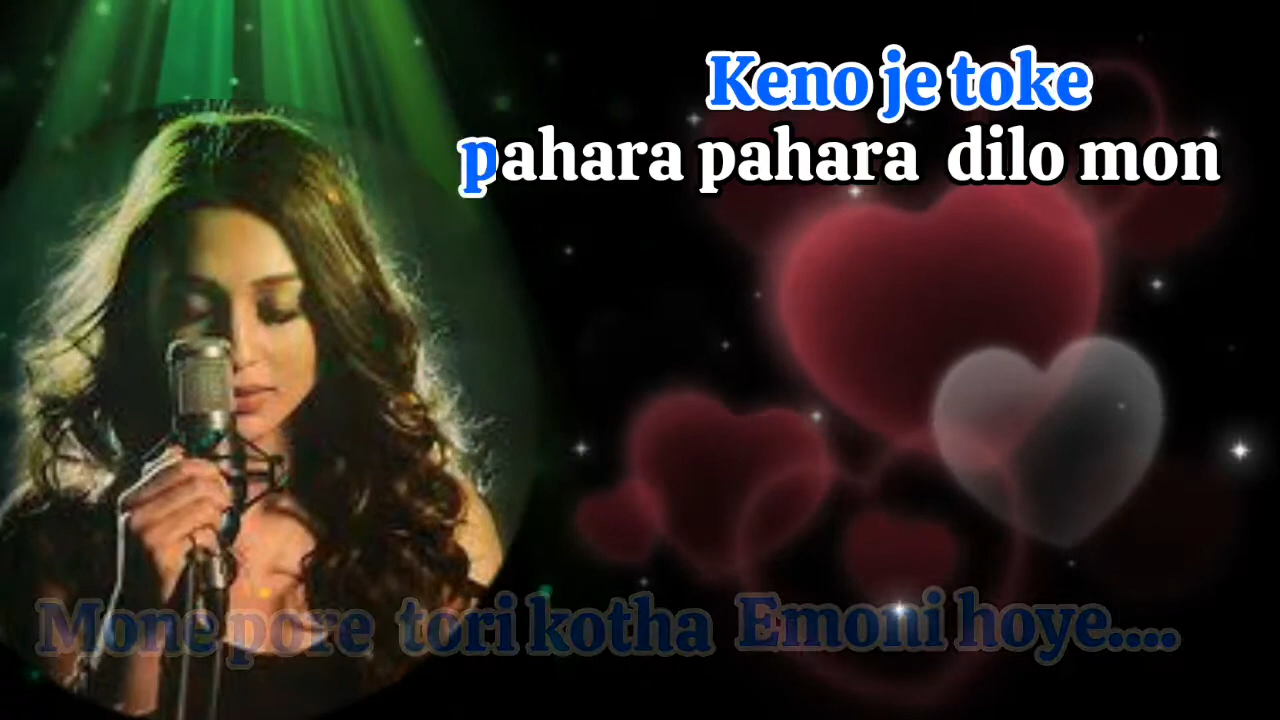 Keno je toke
pahara pahara dilo mon
Mone pore tori kotha Emoni hoye....